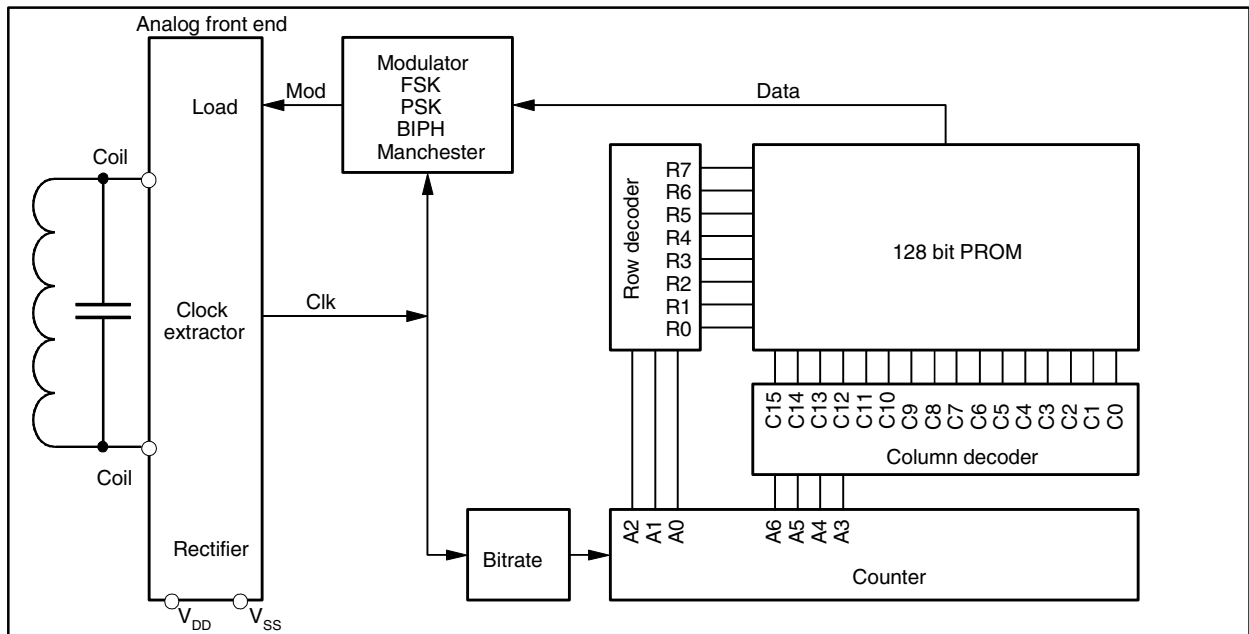 Analog front end
Load
Clock
extractor
Rectifier
Coil
Coil
V_DD
V_SS
Mod
Modulator
FSK
PSK
BIPH
Manchester
Clk
Data
Row decoder
R7
R6
R5
R4
R3
R2
R1
R0
128 bit PROM
C15
C14
C13
C12
C11
C10
C9
C8
C7
C6
C5
C4
C3
C2
C1
C0
Column decoder
Bitrate
A2
A1
A0
A6
A5
A4
A3
Counter